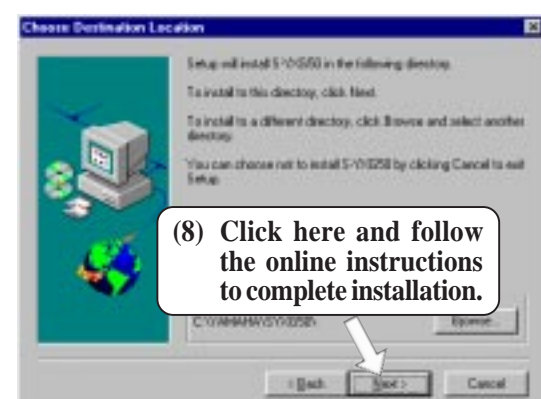 Choose Destination Location
Setup will install S-YXG50 in the following directory.
To install to this directory, click Next.
To install to a different directory, click Browse and select another
directory.
You can choose not to install S-YXG50 by clicking Cancel to exit
Setup.
(8) Click here and follow
the online instructions
to complete installation.
C:\YAMAHA\SYXG50\
Browse...
< Back
Next >
Cancel